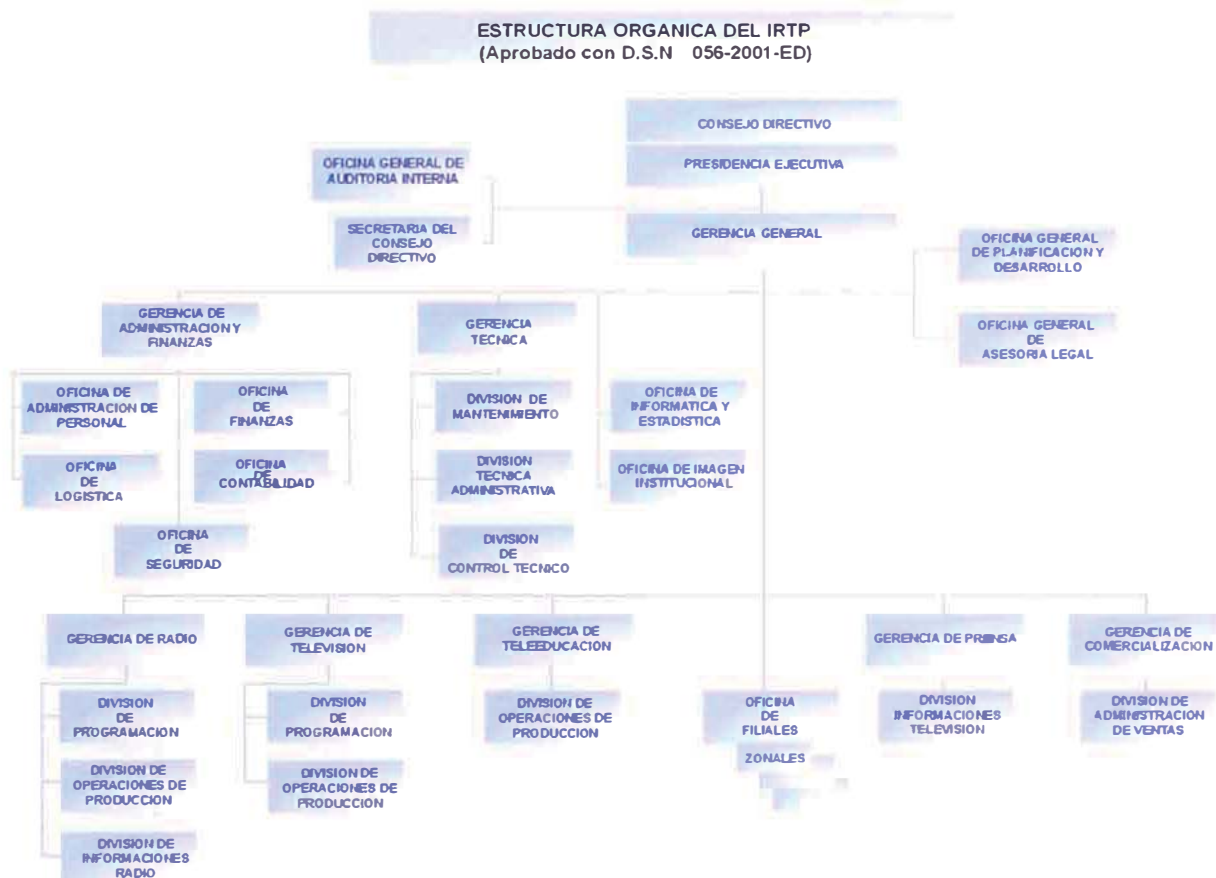 ESTRUCTURA ORGANICA DEL IRTP
(Aprobado con D.S.N 056-2001-ED)
CONSEJO DIRECTIVO
PRESIDENCIA EJECUTIVA
OFICINA GENERAL DE
AUDITORIA INTERNA
SECRETARIA DEL
CONSEJO
DIRECTIVO
GERENCIA GENERAL
OFICINA GENERAL
DE PLANIFICACION Y
DESARROLLO
OFICINA GENERAL
DE
ASESORIA LEGAL
GERENCIA DE
ADMINISTRACION Y
FINANZAS
GERENCIA
TECNICA
OFICINA DE
ADMINISTRACION DE
PERSONAL
OFICINA
DE
FINANZAS
DIVISION DE
MANTENIMIENTO
OFICINA DE
INFORMATICA Y
ESTADISTICA
OFICINA
DE
LOGISTICA
OFICINA
DE
CONTABILIDAD
DIVISION
TECNICA
ADMINISTRATIVA
OFICINA DE IMAGEN
INSTITUCIONAL
OFICINA
DE
SEGURIDAD
DIVISION
DE
CONTROL TECNICO
GERENCIA DE RADIO
GERENCIA DE
TELEVISION
GERENCIA DE
TELEEDUCACION
GERENCIA DE PRENSA
GERENCIA DE
COMERCIALIZACION
DIVISION
DE
PROGRAMACION
DIVISION
DE
PROGRAMACION
DIVISION DE
OPERACIONES DE
PRODUCCION
OFICINA
DE
FILIALES
DIVISION
INFORMACIONES
TELEVISION
DIVISION DE
ADMINISTRACION
DE VENTAS
ZONALES
DIVISION DE
OPERACIONES DE
PRODUCCION
DIVISION DE
OPERACIONES DE
PRODUCCION
DIVISION DE
INFORMACIONES
RADIO